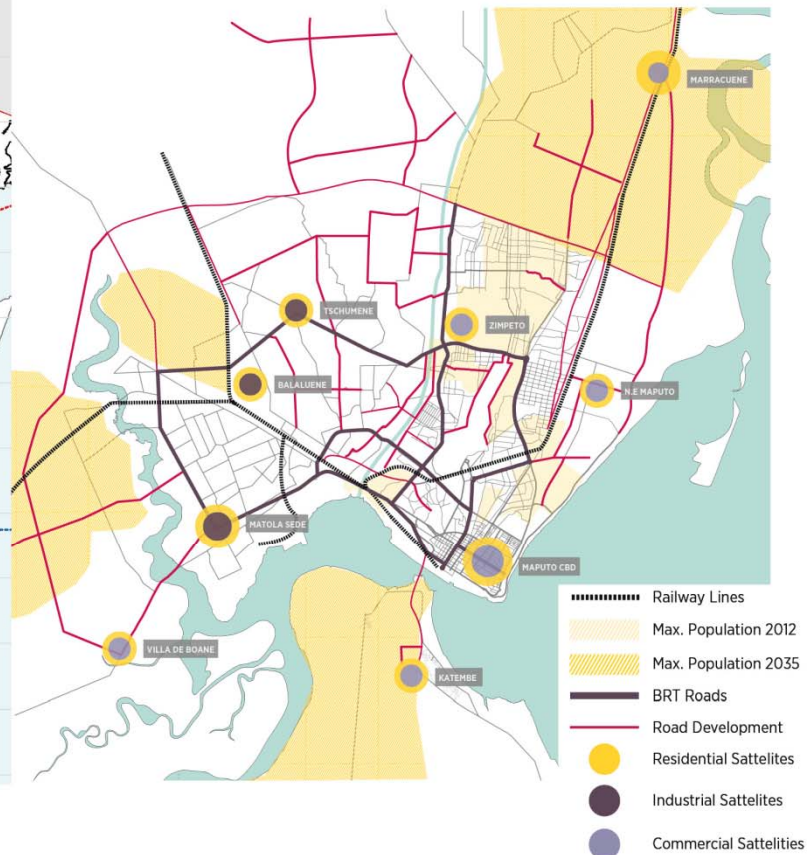 MARRACUENE
TSCHUMENE
ZIMPETO
BALALUENE
N.E MAPUTO
MATOLA SEDE
MAPUTO CBD
VILLA DE BOANE
KATEMBE
Railway Lines
Max. Population 2012
Max. Population 2035
BRT Roads
Road Development
Residential Sattelites
Industrial Sattelites
Commercial Sattelities